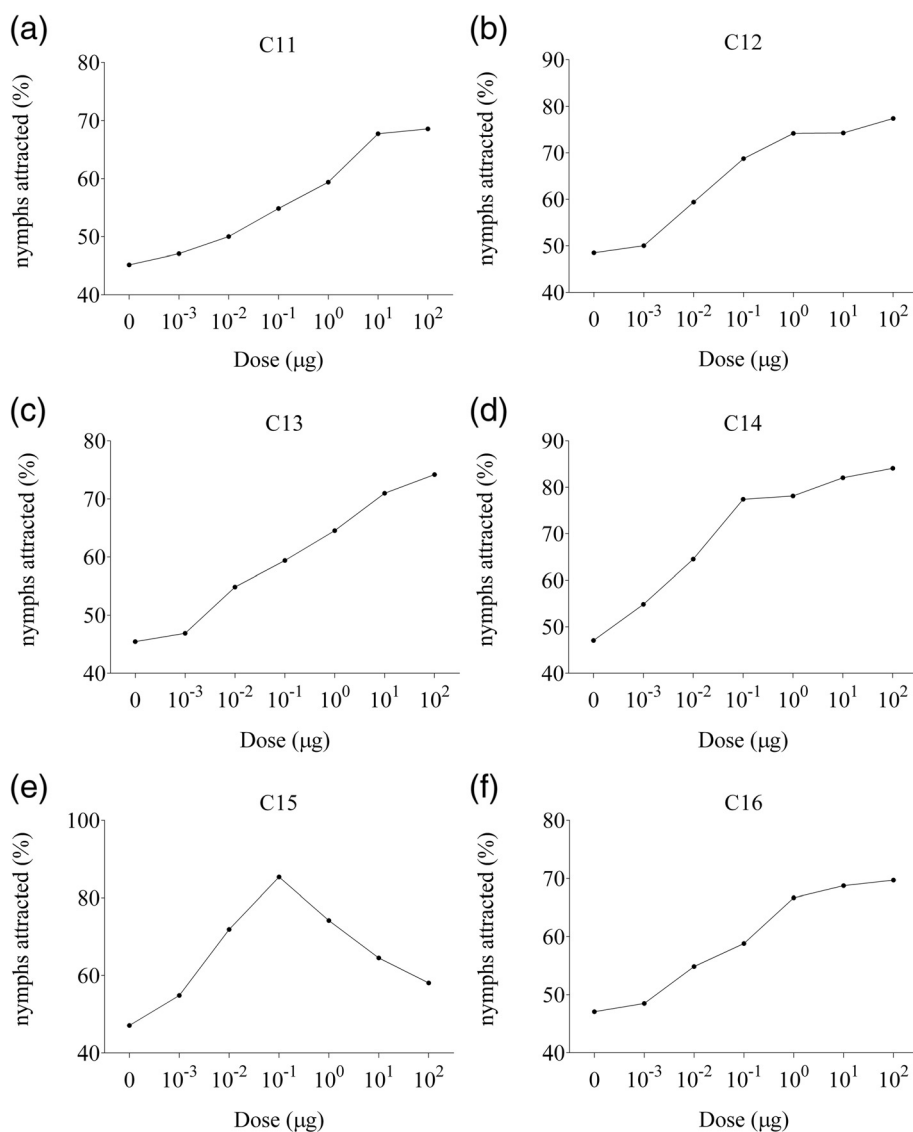 (a)
C11
nymphs attracted (%)
80
70
60
50
40
0 10⁻³ 10⁻² 10⁻¹ 10⁰ 10¹ 10²
Dose (μg)
(b)
C12
nymphs attracted (%)
90
80
70
60
50
40
0 10⁻³ 10⁻² 10⁻¹ 10⁰ 10¹ 10²
Dose (μg)
(c)
C13
nymphs attracted (%)
80
70
60
50
40
0 10⁻³ 10⁻² 10⁻¹ 10⁰ 10¹ 10²
Dose (μg)
(d)
C14
nymphs attracted (%)
90
80
70
60
50
40
0 10⁻³ 10⁻² 10⁻¹ 10⁰ 10¹ 10²
Dose (μg)
(e)
C15
nymphs attracted (%)
100
80
60
40
0 10⁻³ 10⁻² 10⁻¹ 10⁰ 10¹ 10²
Dose (μg)
(f)
C16
nymphs attracted (%)
80
70
60
50
40
0 10⁻³ 10⁻² 10⁻¹ 10⁰ 10¹ 10²
Dose (μg)